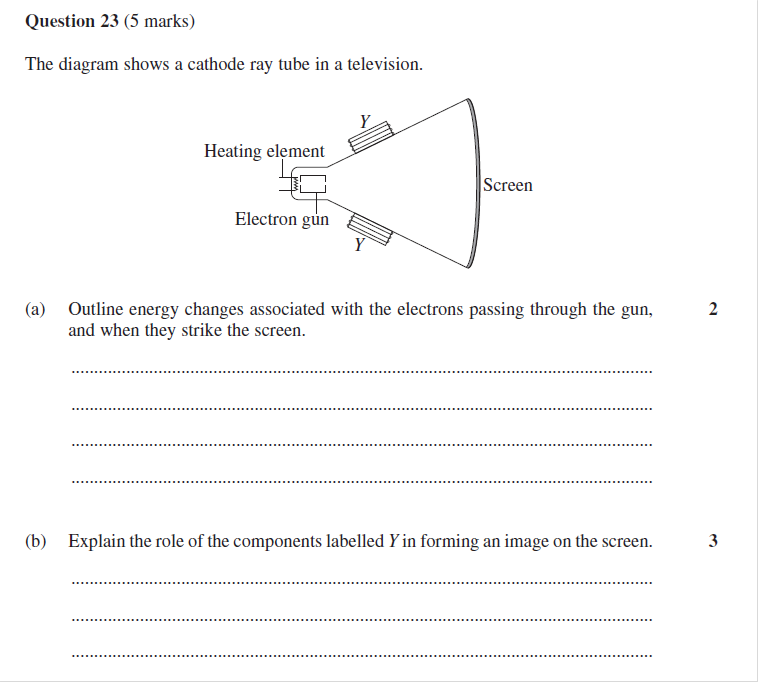 Question 23 (5 marks)
The diagram shows a cathode ray tube in a television.
Y
Heating element
Screen
Electron gun
Y
(a) Outline energy changes associated with the electrons passing through the gun, 2
and when they strike the screen.
(b) Explain the role of the components labelled Y in forming an image on the screen. 3